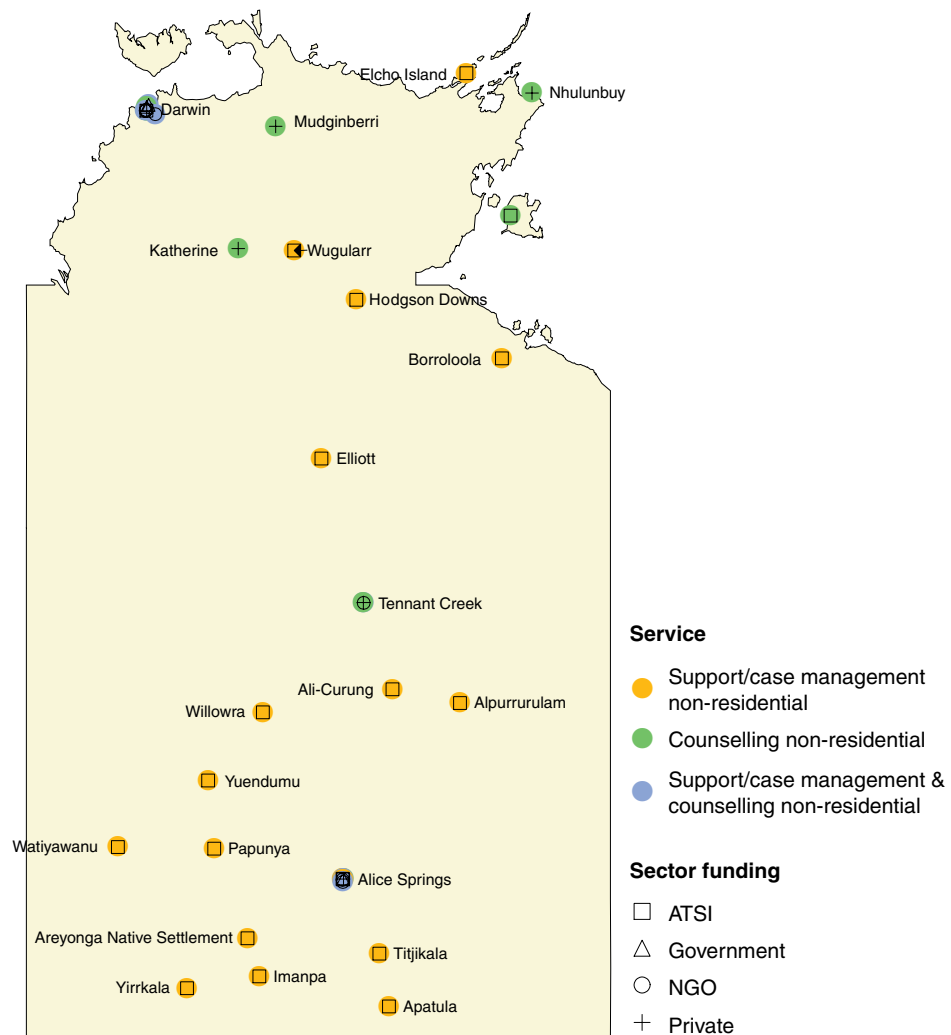 Elcho Island
Nhulunbuy
Darwin
Mudginberri
Katherine
Wugularr
Hodgson Downs
Borroloola
Elliott
Tennant Creek
Service
Support/case management
non-residential
Counselling non-residential
Support/case management &
counselling non-residential
Ali-Curung
Alpurrurulam
Willowra
Yuendumu
Watiyawanu
Papunya
Alice Springs
Sector funding
ATSI
Government
NGO
Private
Areyonga Native Settlement
Titjikala
Imanpa
Yirrkala
Apatula